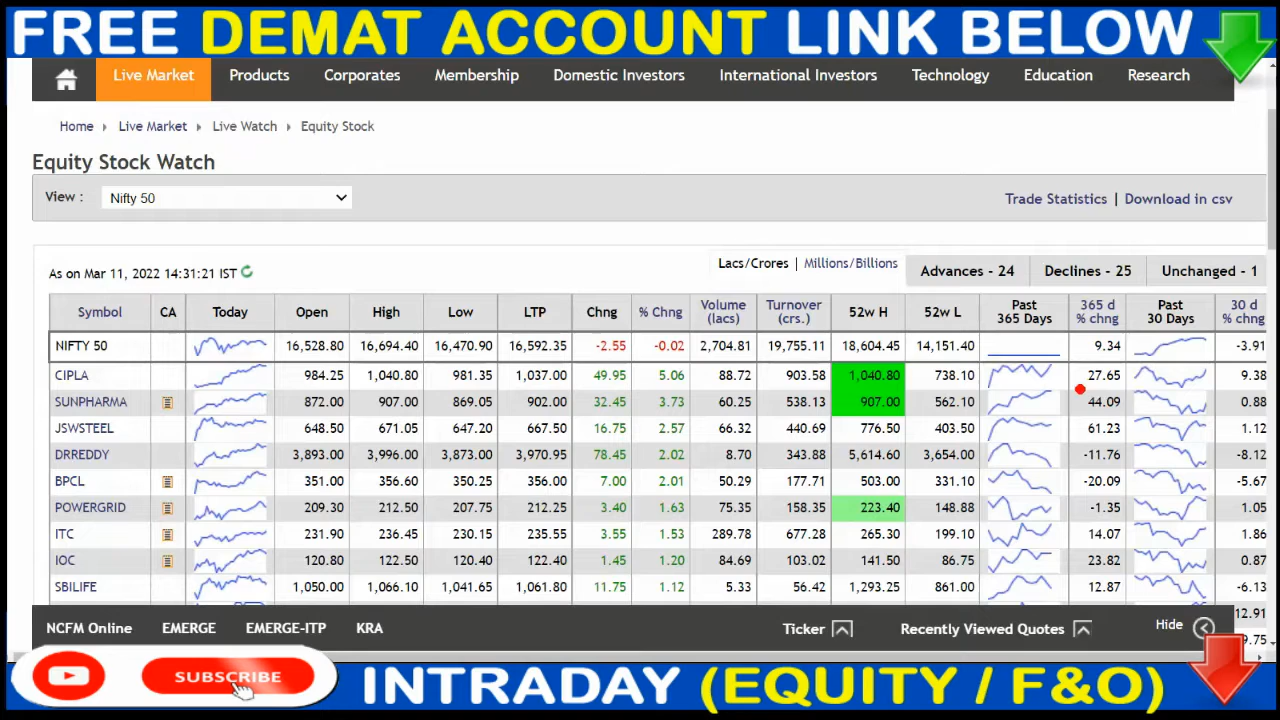 FREE DEMAT ACCOUNT LINK BELOW
Live Market Products Corporates Membership Domestic Investors International Investors Technology Education Research
Home Live Market Live Watch Equity Stock
Equity Stock Watch
View : Nifty 50 Trade Statistics | Download in csv
As on Mar 11, 2022 14:31:21 IST Lacs/Crores | Millions/Billions Advances - 24 Declines - 25 Unchanged - 1
Symbol CA Today Open High Low LTP Chng % Chng Volume (lacs) Turnover (crs.) 52w H 52w L Past 365 Days 365 d % chng Past 30 Days 30 d % chng
NIFTY 50 16,528.80 16,694.40 16,470.90 16,592.35 -2.55 -0.02 2,704.81 19,755.11 18,604.45 14,151.40 9.34 -3.91
CIPLA 984.25 1,040.80 981.35 1,037.00 49.95 5.06 88.72 903.58 1,040.80 738.10 27.65 9.38
SUNPHARMA 872.00 907.00 869.05 902.00 32.45 3.73 60.25 538.13 907.00 562.10 44.09 0.88
JSWSTEEL 648.50 671.05 647.20 667.50 16.75 2.57 66.32 440.69 776.50 403.50 61.23 1.12
DRREDDY 3,893.00 3,996.00 3,873.00 3,970.95 78.45 2.02 8.70 343.88 5,614.60 3,654.00 -11.76 -8.12
BPCL 351.00 356.60 350.25 356.00 7.00 2.01 50.29 177.71 503.00 331.10 -20.09 -5.67
POWERGRID 209.30 212.50 207.75 212.25 3.40 1.63 75.35 158.35 223.40 148.88 -1.35 1.05
ITC 231.90 236.45 230.15 235.55 3.55 1.53 289.78 677.28 265.30 199.10 14.07 1.86
IOC 120.80 122.50 120.40 122.40 1.45 1.20 84.69 103.02 141.50 86.75 23.82 0.87
SBILIFE 1,050.00 1,066.10 1,041.65 1,061.80 11.75 1.12 5.33 56.42 1,293.25 861.00 12.87 -6.13
12.91
NCFM Online EMERGE EMERGE-ITP KRA Ticker Recently Viewed Quotes Hide
9.75
SUBSCRIBE
INTRADAY (EQUITY / F&O)